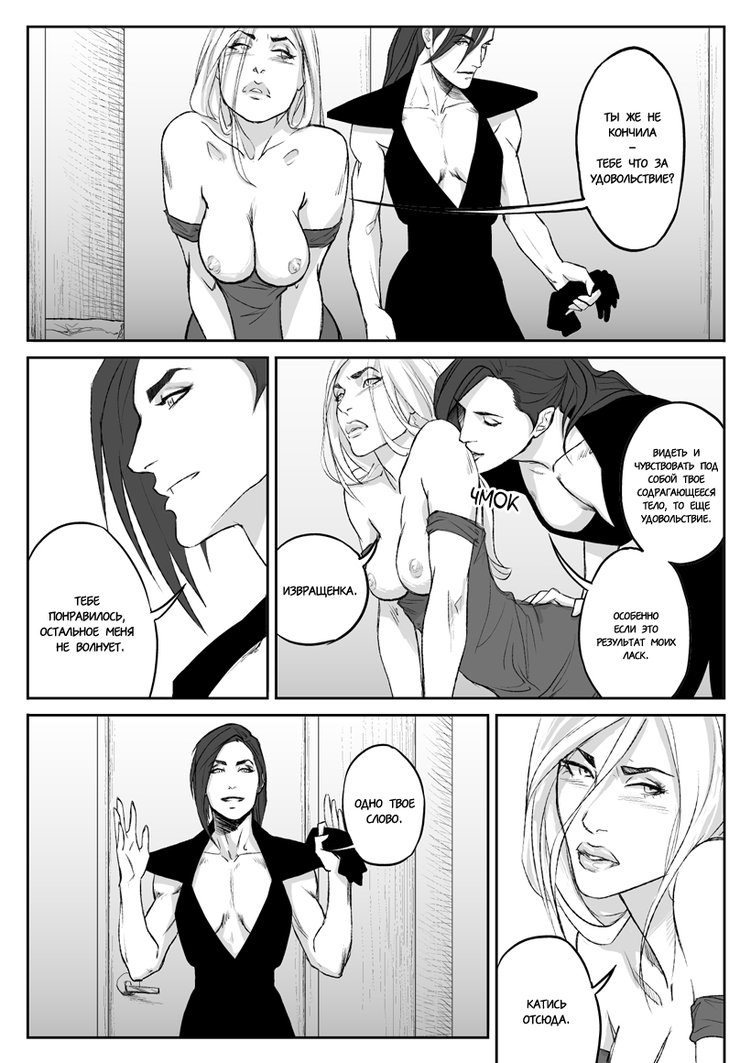 ТЫ ЖЕ НЕ
КОНЧИЛА
–
ТЕБЕ ЧТО ЗА
УДОВОЛЬСТВИЕ?
ТЕБЕ
ПОНРАВИЛОСЬ,
ОСТАЛЬНОЕ МЕНЯ
НЕ ВОЛНУЕТ.
ВИДЕТЬ И
ЧУВСТВОВАТЬ ПОД
СОБОЙ ТВОЕ
СОДРАГАЮЩЕЕСЯ
ТЕЛО, ТО ЕЩЕ
УДОВОЛЬСТВИЕ.
ЧМОК
ИЗВРАЩЕНКА.
ОСОБЕННО
ЕСЛИ ЭТО
РЕЗУЛЬТАТ МОИХ
ЛАСК.
ОДНО ТВОЕ
СЛОВО.
КАТИСЬ
ОТСЮДА.